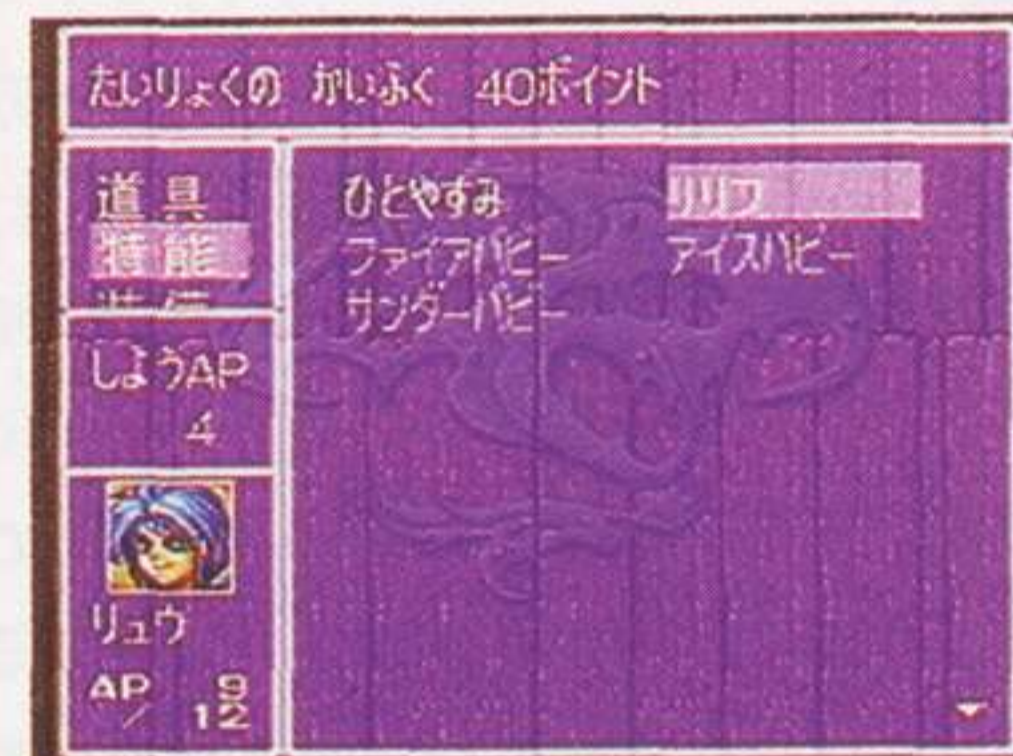 たいりょくの かいふく 40ポイント
道具
特能
装備
ひとやすみ リリフ
ファイアパピー アイスパピー
サンダーパピー
しようAP
4
リュウ
AP 9
/ 12